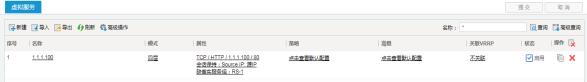 虚拟服务
提 交
取 消
新建 导入 导出 刷新 高级操作
名称： *
查询 高级查询
序号 名称 模式 属性 策略 巡组 关联VRRP 状态 操作
1 1.1.1.100 四层 TCP / HTTP / 1.1.1.100 / 80 点击查看默认配置 点击查看默认配置 不关联 启用
会话保持：Source IP, 源IP
缺省实服务组：RS-1